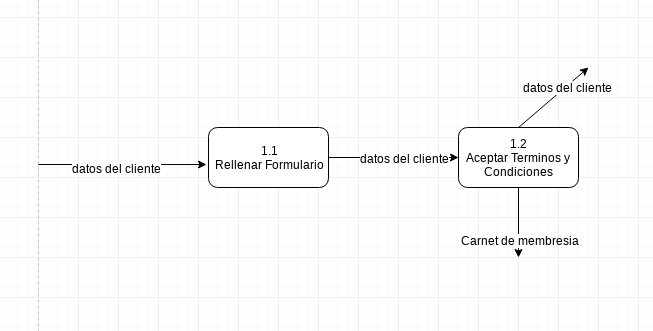 datos del cliente
datos del cliente
1.1
Rellenar Formulario
datos del cliente
1.2
Aceptar Terminos y
Condiciones
Carnet de membresia